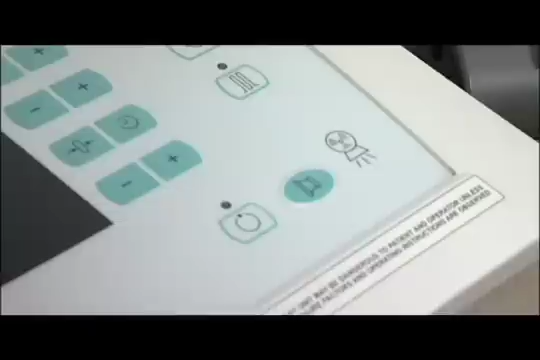 +
+
-
+
-
UNIT MAY BE DANGEROUS TO PATIENT AND OPERATOR UNLESS
FACTORS AND OPERATING INSTRUCTIONS ARE OBSERVED